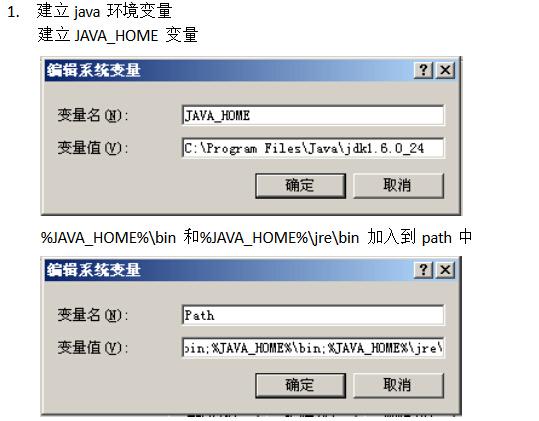 1. 建立 java 环境变量
建立 JAVA_HOME 变量
编辑系统变量
变量名(N):
JAVA_HOME
变量值(V):
C:\Program Files\Java\jdk1.6.0_24
确定
取消
%JAVA_HOME%\bin 和%JAVA_HOME%\jre\bin 加入到 path 中
编辑系统变量
变量名(N):
Path
变量值(V):
bin;%JAVA_HOME%\bin;%JAVA_HOME%\jre\
确定
取消